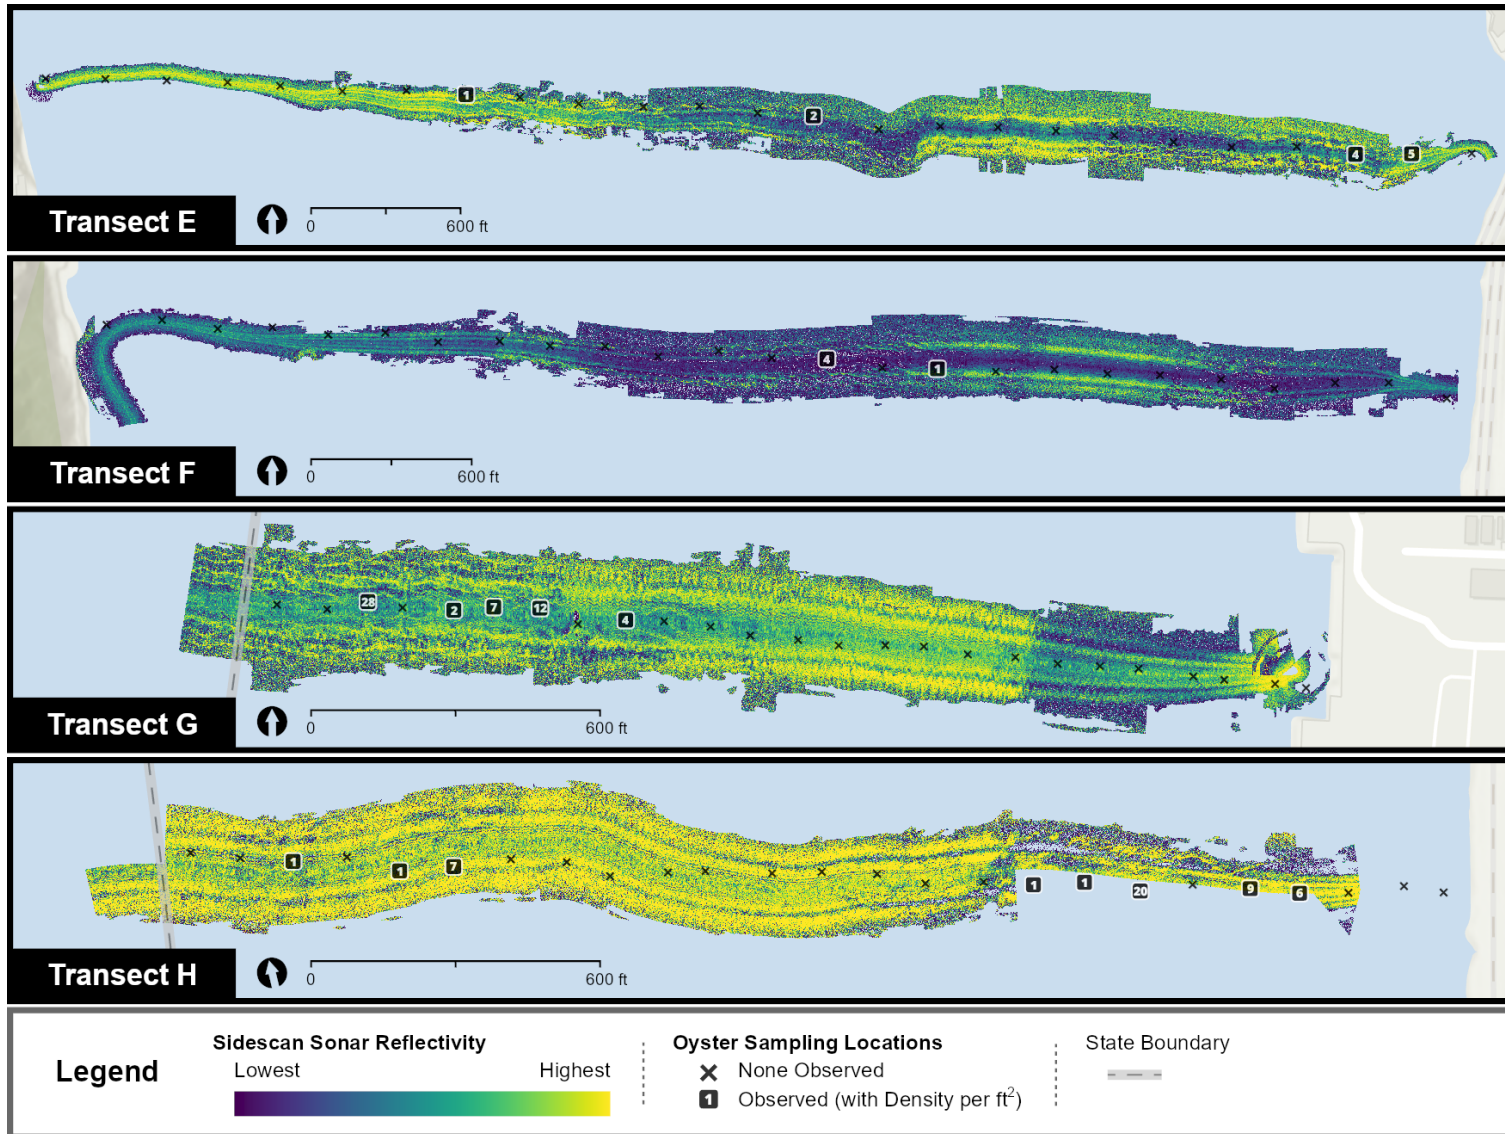 1
2
4
5
Transect E
0
600 ft
4
1
Transect F
0
600 ft
28
2
7
12
4
Transect G
0
600 ft
1
1
7
1
1
20
9
6
Transect H
0
600 ft
Legend
Sidescan Sonar Reflectivity
Lowest Highest
Oyster Sampling Locations
None Observed
1 Observed (with Density per ft²)
State Boundary